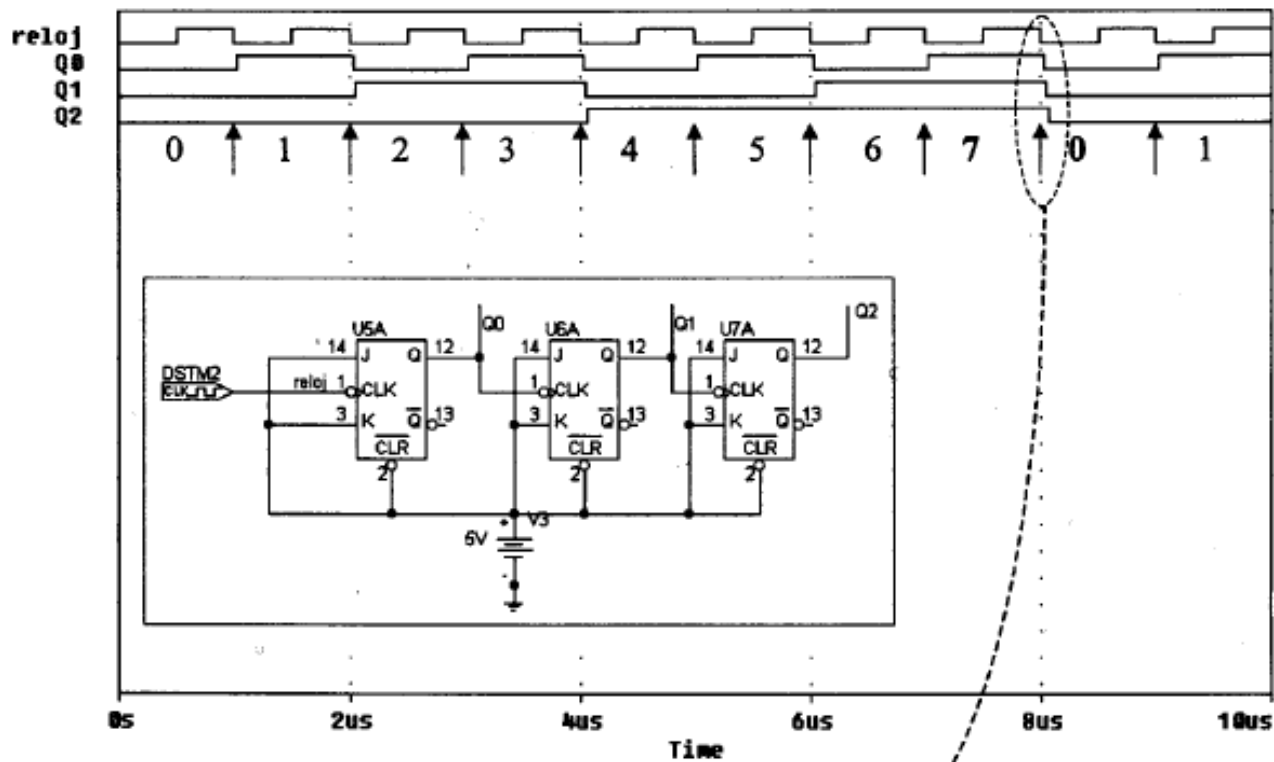 reloj
Q0
Q1
Q2
0 1 2 3 4 5 6 7 0 1
U5A Q0 U6A Q1 U7A Q2
14 J Q 12 14 J Q 12 14 J Q 12
DSTM2
CLK reloj 1 CLK 1 CLK 1 CLK
3 K Q 13 3 K Q 13 3 K Q 13
CLR CLR CLR
2 2 2
+ V3
5V
-
0s 2us 4us 6us 8us 10us
Time